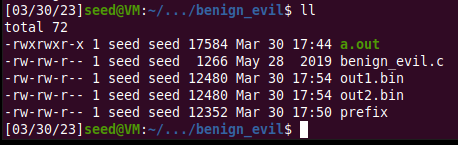 [03/30/23]seed@VM:~/.../benign_evil$ ll
total 72
-rwxrwxr-x 1 seed seed 17584 Mar 30 17:44 a.out
-rw-rw-r-- 1 seed seed  1266 May 28  2019 benign_evil.c
-rw-rw-r-- 1 seed seed 12480 Mar 30 17:54 out1.bin
-rw-rw-r-- 1 seed seed 12480 Mar 30 17:54 out2.bin
-rw-rw-r-- 1 seed seed 12352 Mar 30 17:50 prefix
[03/30/23]seed@VM:~/.../benign_evil$